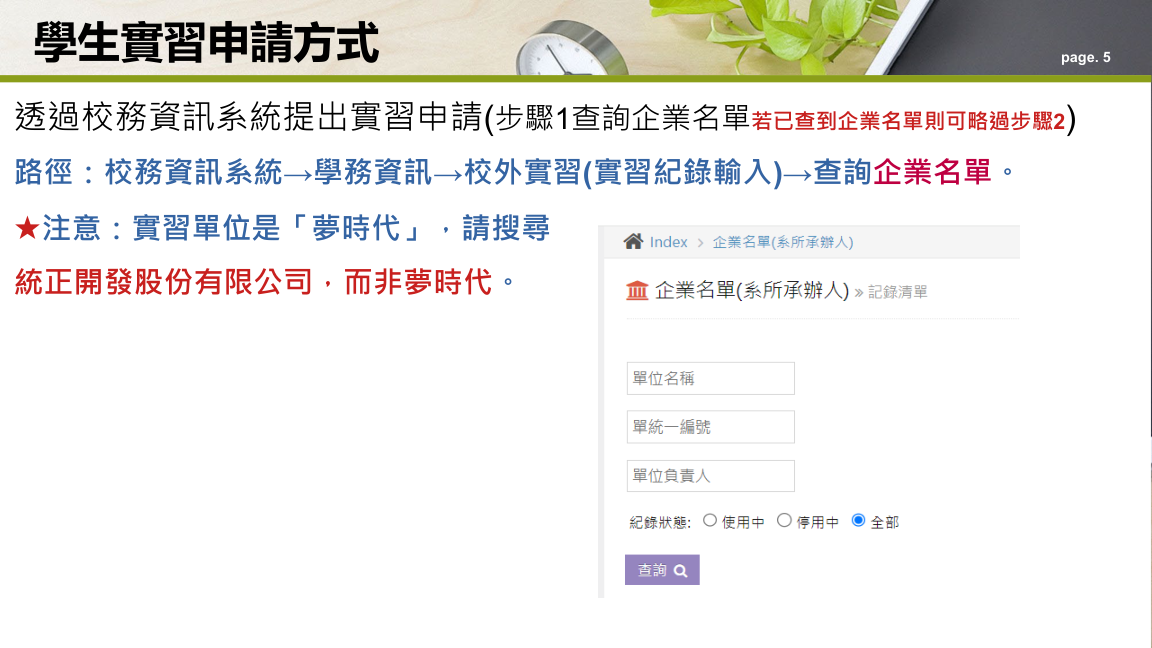 學生實習申請方式
page. 5
透過校務資訊系統提出實習申請(步驟1查詢企業名單若已查到企業名單則可略過步驟2)
路徑：校務資訊系統→學務資訊→校外實習(實習紀錄輸入)→查詢企業名單。
★注意：實習單位是「夢時代」，請搜尋
統正開發股份有限公司，而非夢時代。
Index > 企業名單(系所承辦人)
企業名單(系所承辦人) » 記錄清單
單位名稱
單統一編號
單位負責人
紀錄狀態: 使用中 停用中 全部
查詢